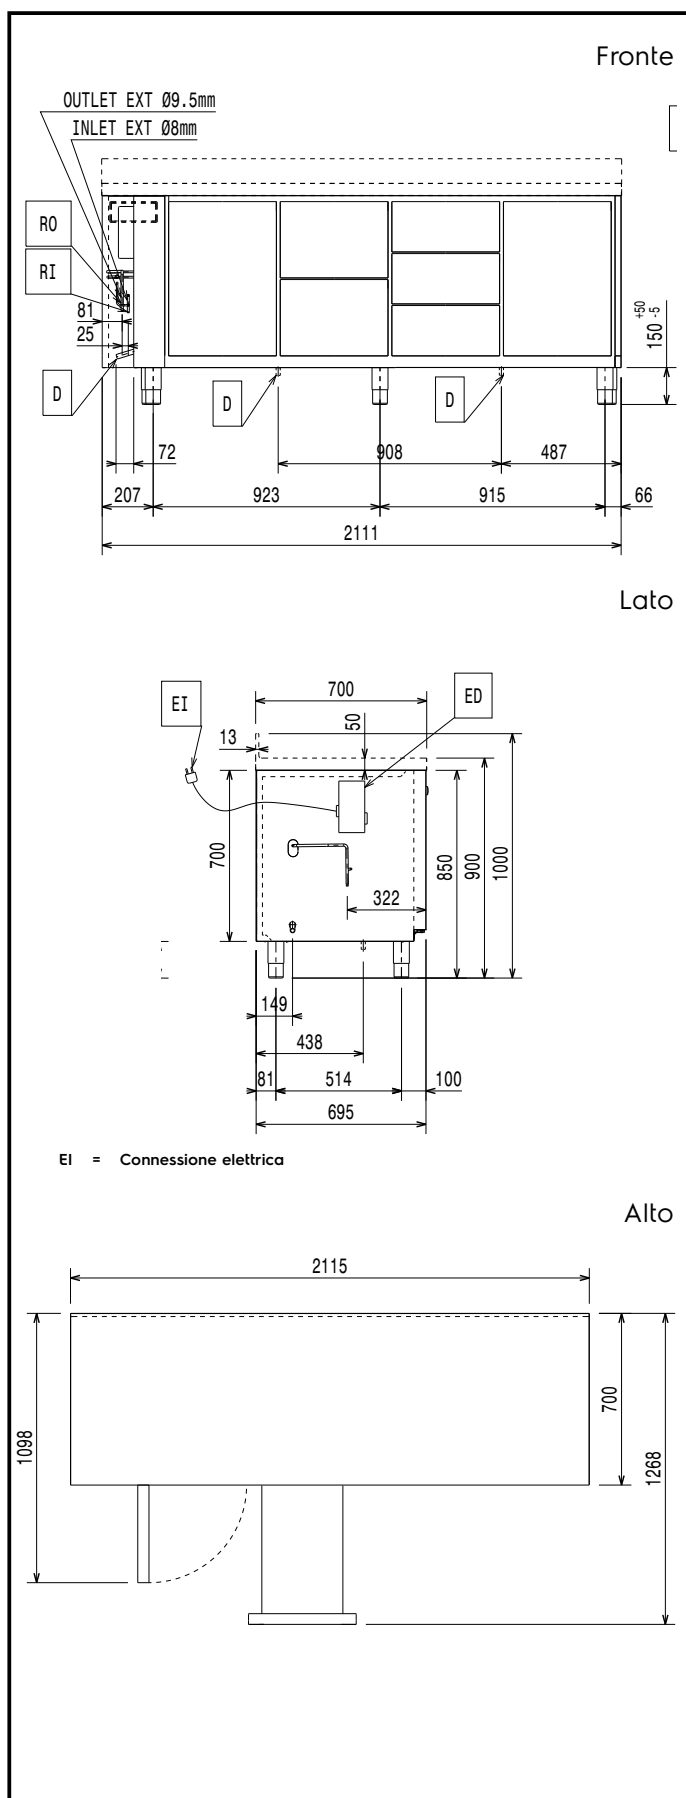 Fronte
OUTLET EXT Ø9.5mm
INLET EXT Ø8mm
RO
RI
81
25
D
D
D
150 +50 -5
72
908
487
207
923
915
66
2111
Lato
EI
700
50
ED
13
700
322
850
900
1000
149
438
81
514
100
695
EI = Connessione elettrica
Alto
2115
1098
700
1268